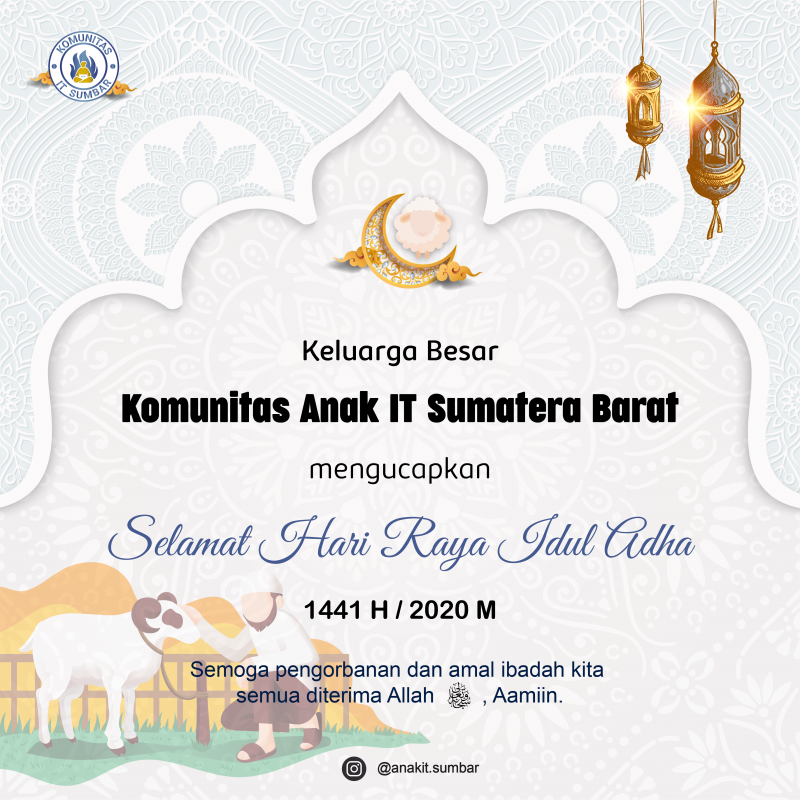 KOMUNITAS
IT SUMBAR
Keluarga Besar
Komunitas Anak IT Sumatera Barat
mengucapkan
Selamat Hari Raya Idul Adha
1441 H / 2020 M
Semoga pengorbanan dan amal ibadah kita
semua diterima Allah , Aamiin.
@anakit.sumbar